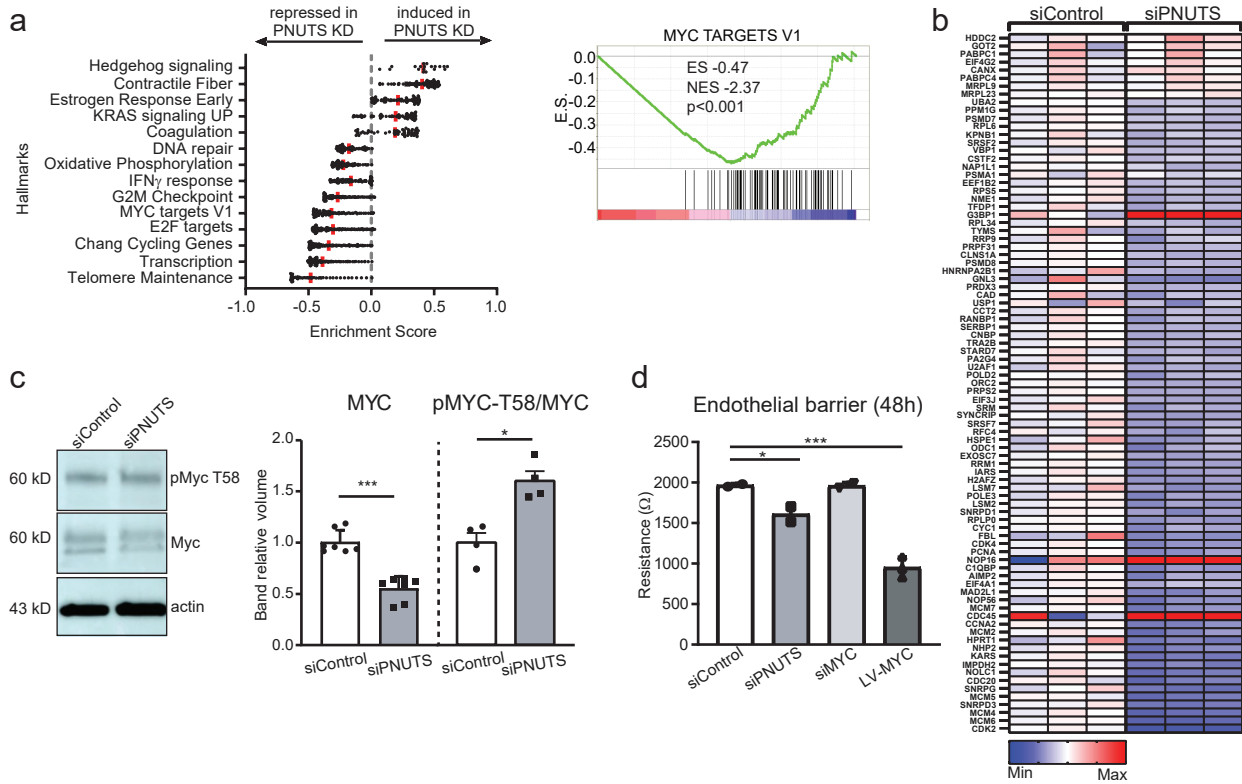 a
repressed in
PNUTS KD
induced in
PNUTS KD
Hallmarks
Hedgehog signaling
Contractile Fiber
Estrogen Response Early
KRAS signaling UP
Coagulation
DNA repair
Oxidative Phosphorylation
IFNγ response
G2M Checkpoint
MYC targets V1
E2F targets
Chang Cycling Genes
Transcription
Telomere Maintenance
-1.0 -0.5 0.0 0.5 1.0
Enrichment Score
MYC TARGETS V1
E.S.
0.0
-0.1
-0.2
-0.3
-0.4
ES -0.47
NES -2.37
p<0.001
b
siControl siPNUTS
HDDC2
GOT2
PABPC1
EIF4G2
CANX
PABPC4
MRPL9
MRPL23
UBA2
PPM1G
PSMD7
RPL6
KPNB1
SRSF2
VBP1
CSTF2
NAP1L1
PSMA1
EEF1B2
RPS5
NME1
TFDP1
G3BP1
RPL34
TYMS
RRP9
PRPF31
CLNS1A
PSMD8
HNRNPA2B1
GNL3
PRDX3
CAD
USP1
CCT2
RANBP1
SERBP1
CNBP
TRA2B
STARD7
PA2G4
U2AF1
POLD2
ORC2
PRPS2
EIF3J
SRM
SYNCRIP
SRSF7
RFC4
HSPE1
ODC1
EXOSC7
RRM1
IARS
H2AFZ
LSM7
POLE3
LSM2
SNRPD1
RPLP0
CYC1
FBL
CDK4
PCNA
NOP16
C1QBP
AIMP2
EIF4A1
MAD2L1
NOP56
MCM7
CDC45
CCNA2
MCM2
HPRT1
NHP2
KARS
IMPDH2
NOLC1
CDC20
SNRPG
MCM5
SNRPD3
MCM4
MCM6
CDK2
Min Max
c
siControl siPNUTS
60 kD pMyc T58
60 kD Myc
43 kD actin
MYC pMYC-T58/MYC
Band relative volume
2.0
1.5
1.0
0.5
0.0
***
*
siControl siPNUTS siControl siPNUTS
d
Endothelial barrier (48h)
Resistance (Ω)
2500
2000
1500
1000
500
0
***
*
siControl siPNUTS siMYC LV-MYC